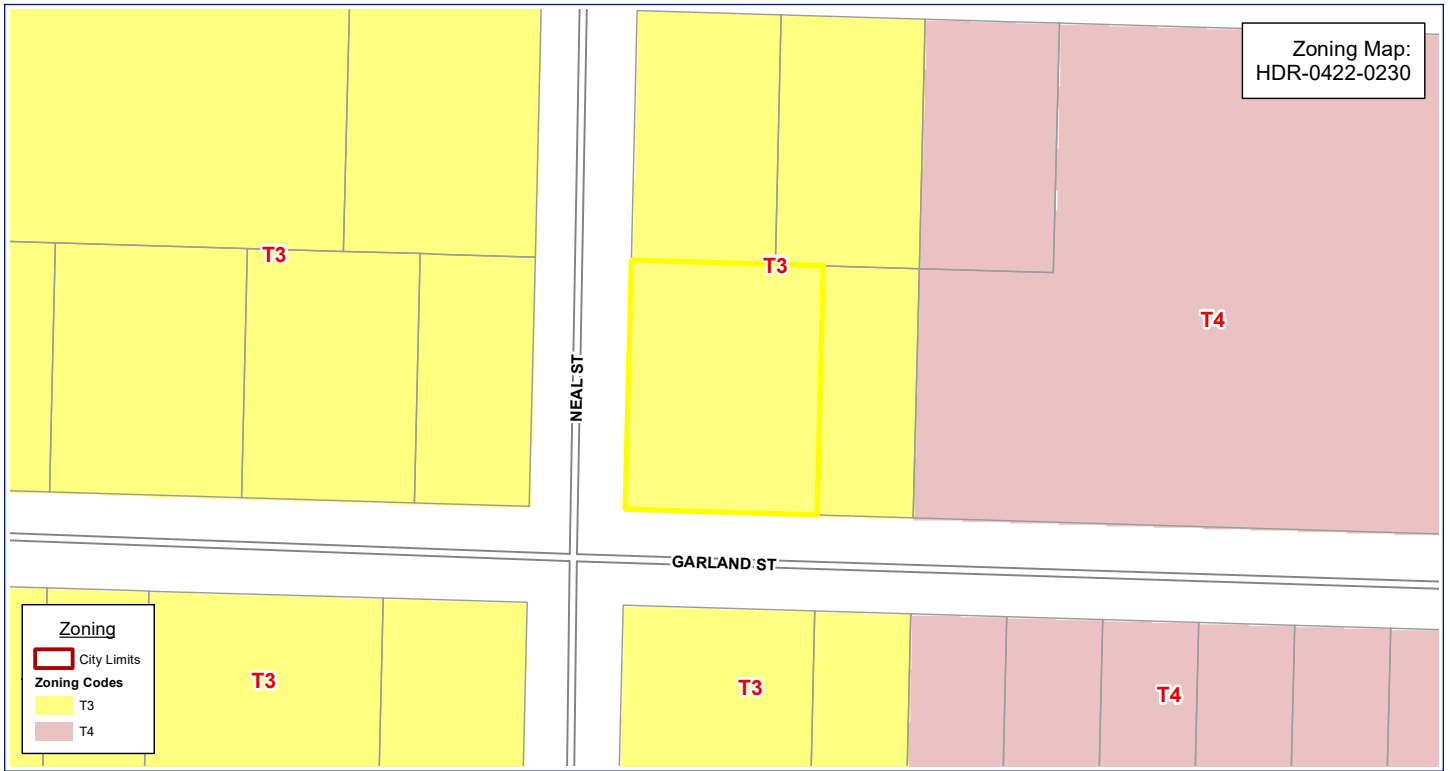 Zoning Map:
HDR-0422-0230
T3
T3
T4
NEAL ST
GARLAND ST
T3
T3
T4
Zoning
City Limits
Zoning Codes
T3
T4